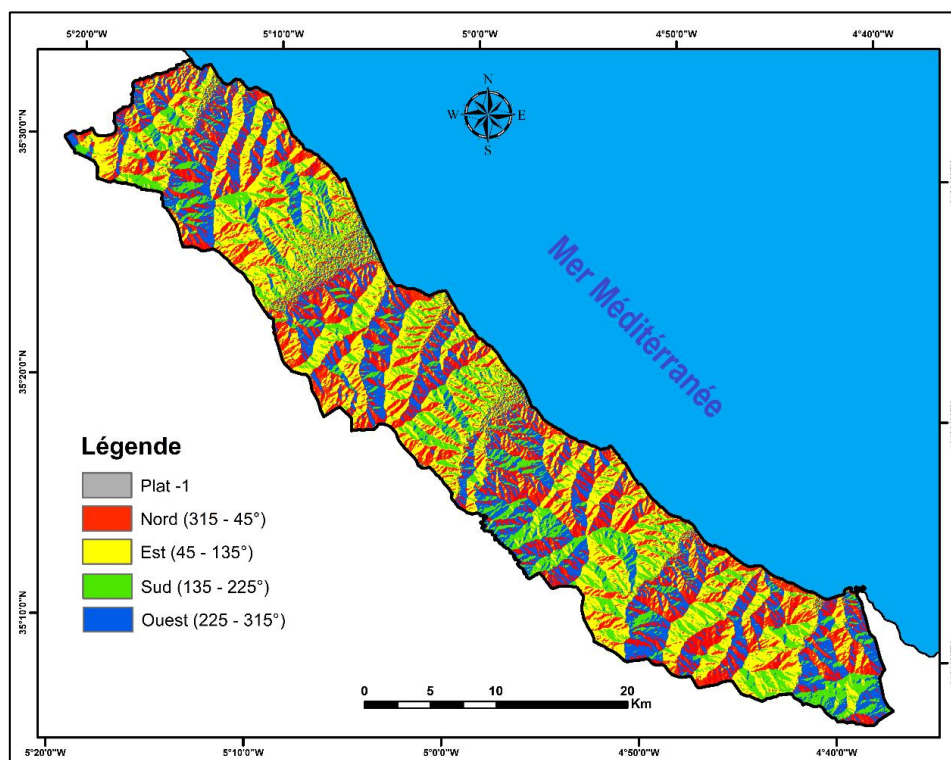 5°20'0"W 5°10'0"W 5°0'0"W 4°50'0"W 4°40'0"W
N
W E
S
35°30'0"N
Mer Méditérranée
35°20'0"N
Légende
Plat -1
Nord (315 - 45°)
Est (45 - 135°)
Sud (135 - 225°)
Ouest (225 - 315°)
35°10'0"N
0 5 10 20
Km
5°20'0"W 5°10'0"W 5°0'0"W 4°50'0"W 4°40'0"W